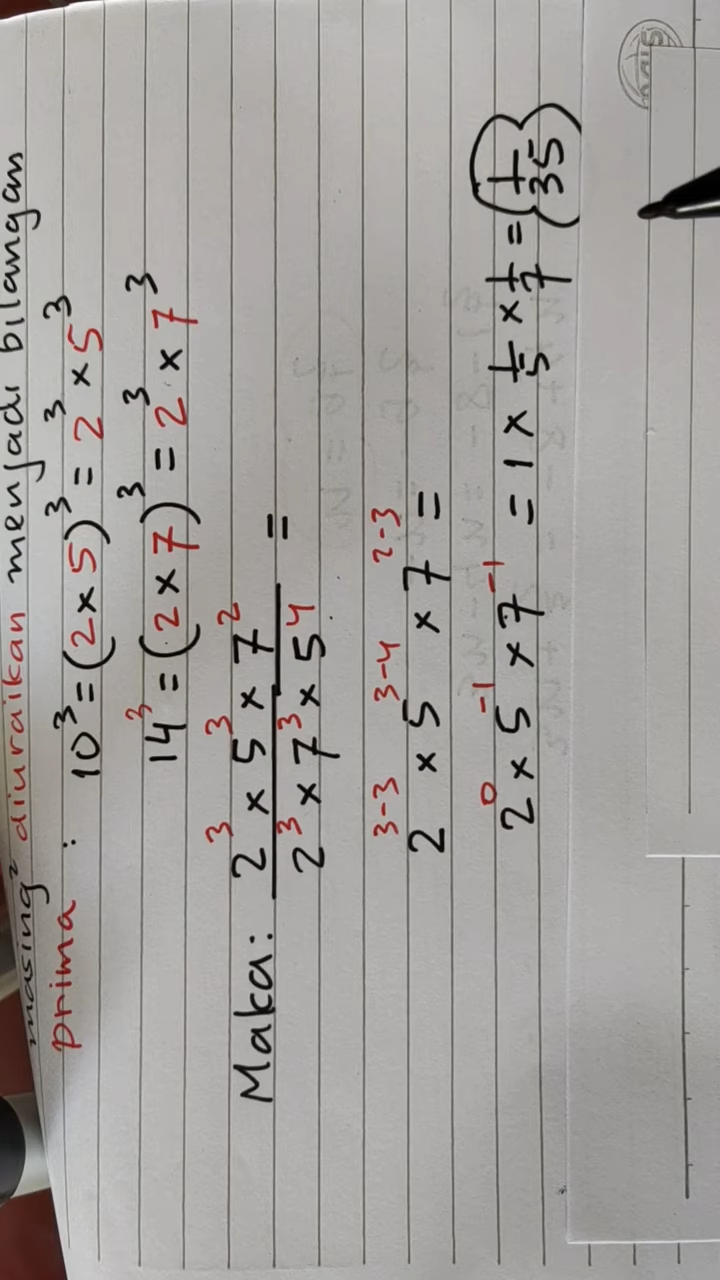 masing² diuraikan menjadi bilangan
prima : 10³ = (2 × 5)³ = 2³ × 5³
14³ = (2 × 7)³ = 2³ × 7³
Maka: 2³ × 5³ × 7² / 2³ × 7³ × 5⁴ =
2³⁻³ × 5³⁻⁴ × 7²⁻³ =
2⁰ × 5⁻¹ × 7⁻¹ = 1 × 1/5 × 1/7 = 1/35